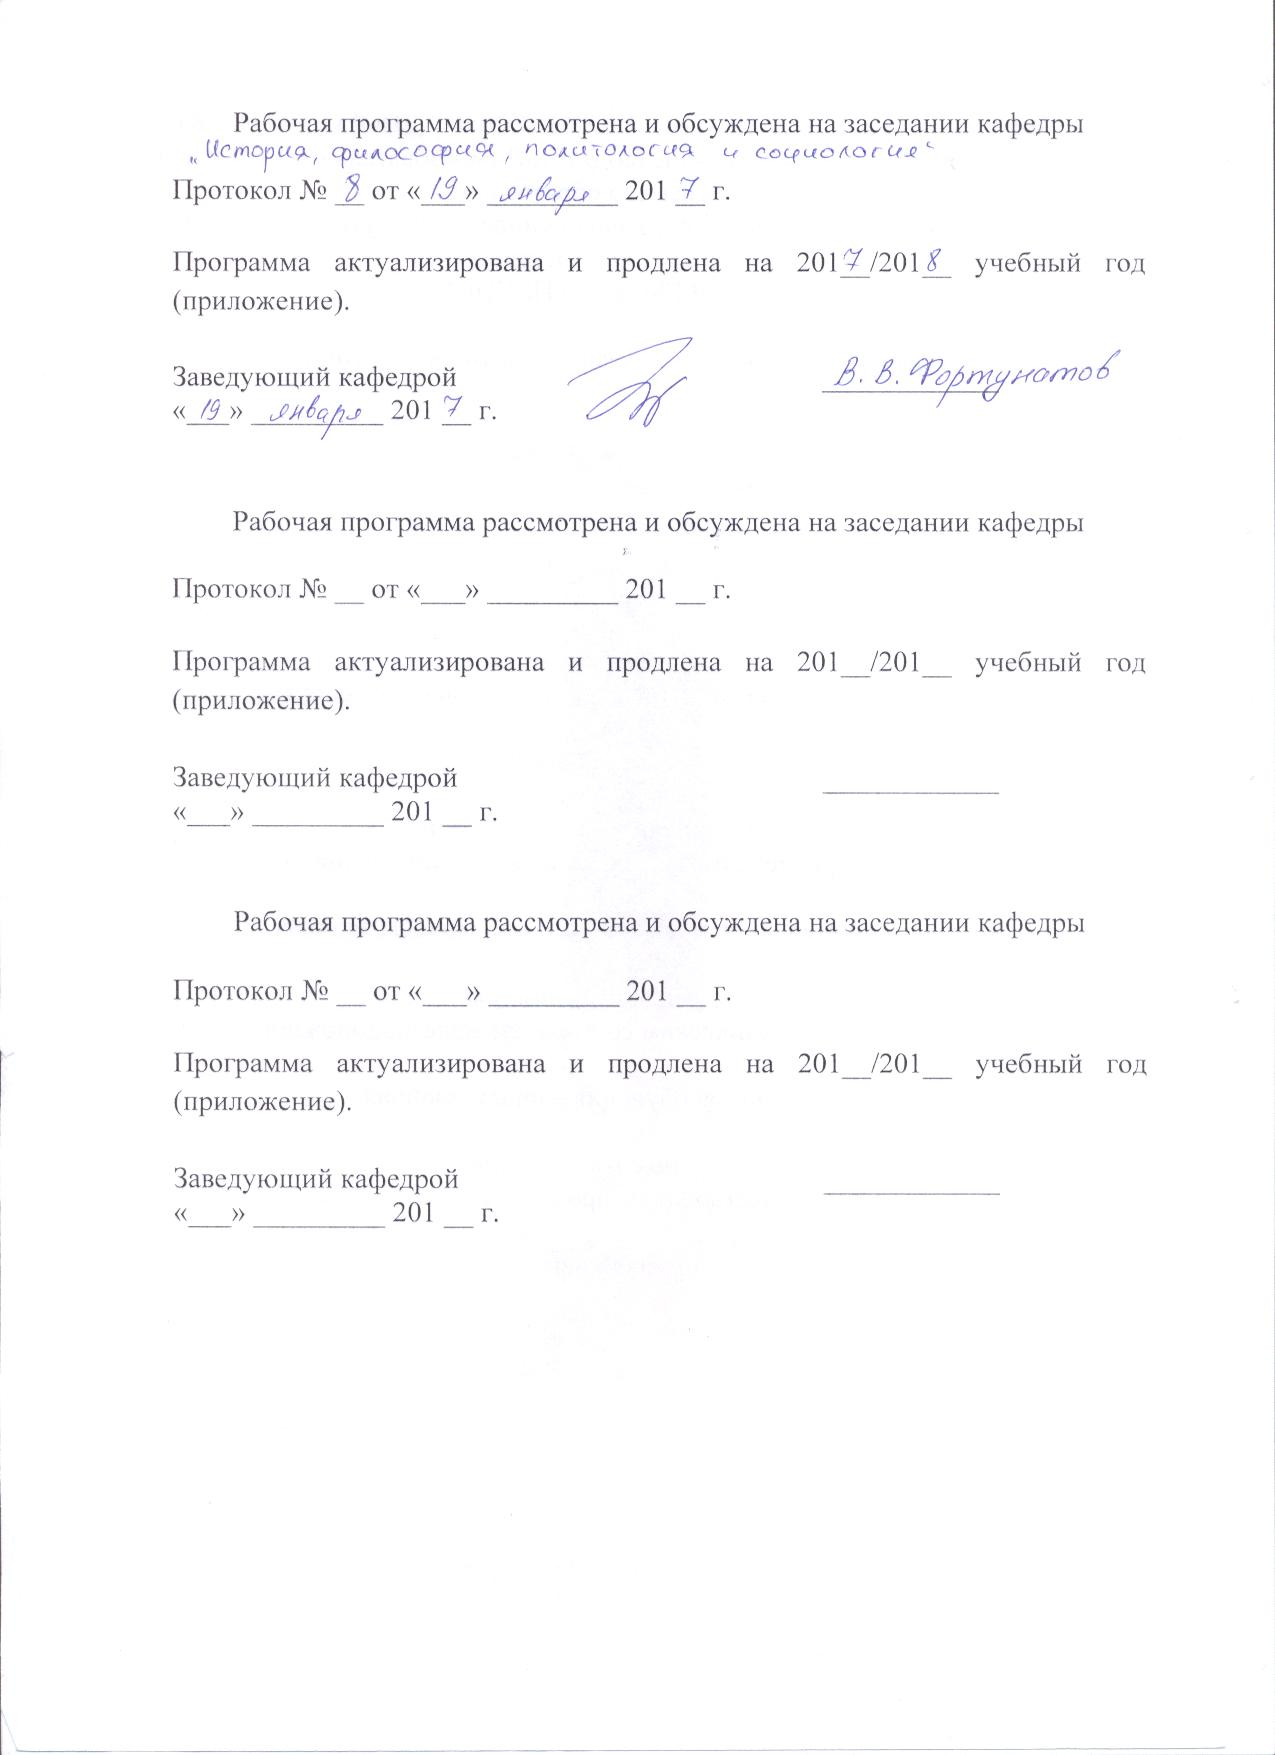 Рабочая программа рассмотрена и обсуждена на заседании кафедры
„История, философия, политология и социология“
Протокол № 8 от «19» января 2017 г.
Программа актуализирована и продлена на 2017/2018 учебный год
(приложение).
Заведующий кафедрой В. В. Фортунатов
«19» января 2017 г.
Рабочая программа рассмотрена и обсуждена на заседании кафедры
Протокол № __ от «___» _________ 201 __ г.
Программа актуализирована и продлена на 201__/201__ учебный год
(приложение).
Заведующий кафедрой ____________
«___» _________ 201 __ г.
Рабочая программа рассмотрена и обсуждена на заседании кафедры
Протокол № __ от «___» _________ 201 __ г.
Программа актуализирована и продлена на 201__/201__ учебный год
(приложение).
Заведующий кафедрой ____________
«___» _________ 201 __ г.